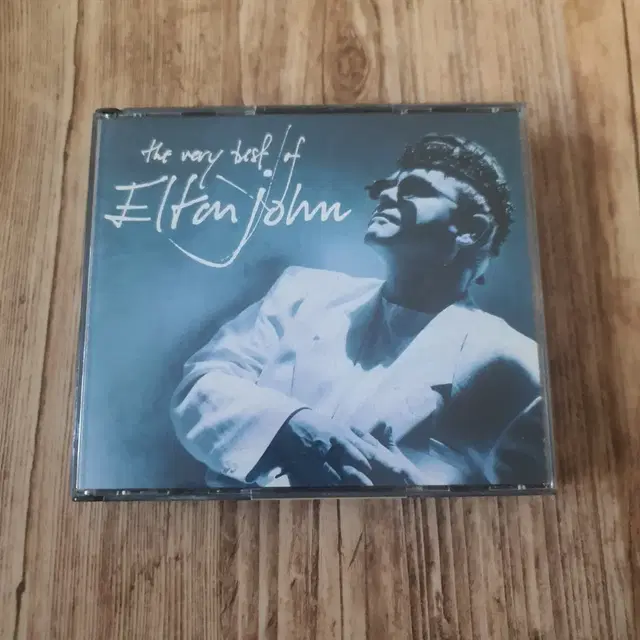 the very best of
Elton John